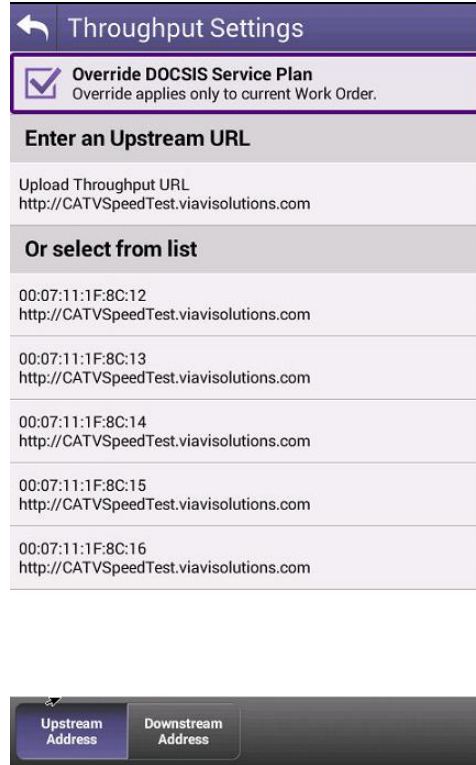 Throughput Settings
Override DOCSIS Service Plan
Override applies only to current Work Order.
Enter an Upstream URL
Upload Throughput URL
http://CATVSpeedTest.viavisolutions.com
Or select from list
00:07:11:1F:8C:12
http://CATVSpeedTest.viavisolutions.com
00:07:11:1F:8C:13
http://CATVSpeedTest.viavisolutions.com
00:07:11:1F:8C:14
http://CATVSpeedTest.viavisolutions.com
00:07:11:1F:8C:15
http://CATVSpeedTest.viavisolutions.com
00:07:11:1F:8C:16
http://CATVSpeedTest.viavisolutions.com
Upstream
Address
Downstream
Address